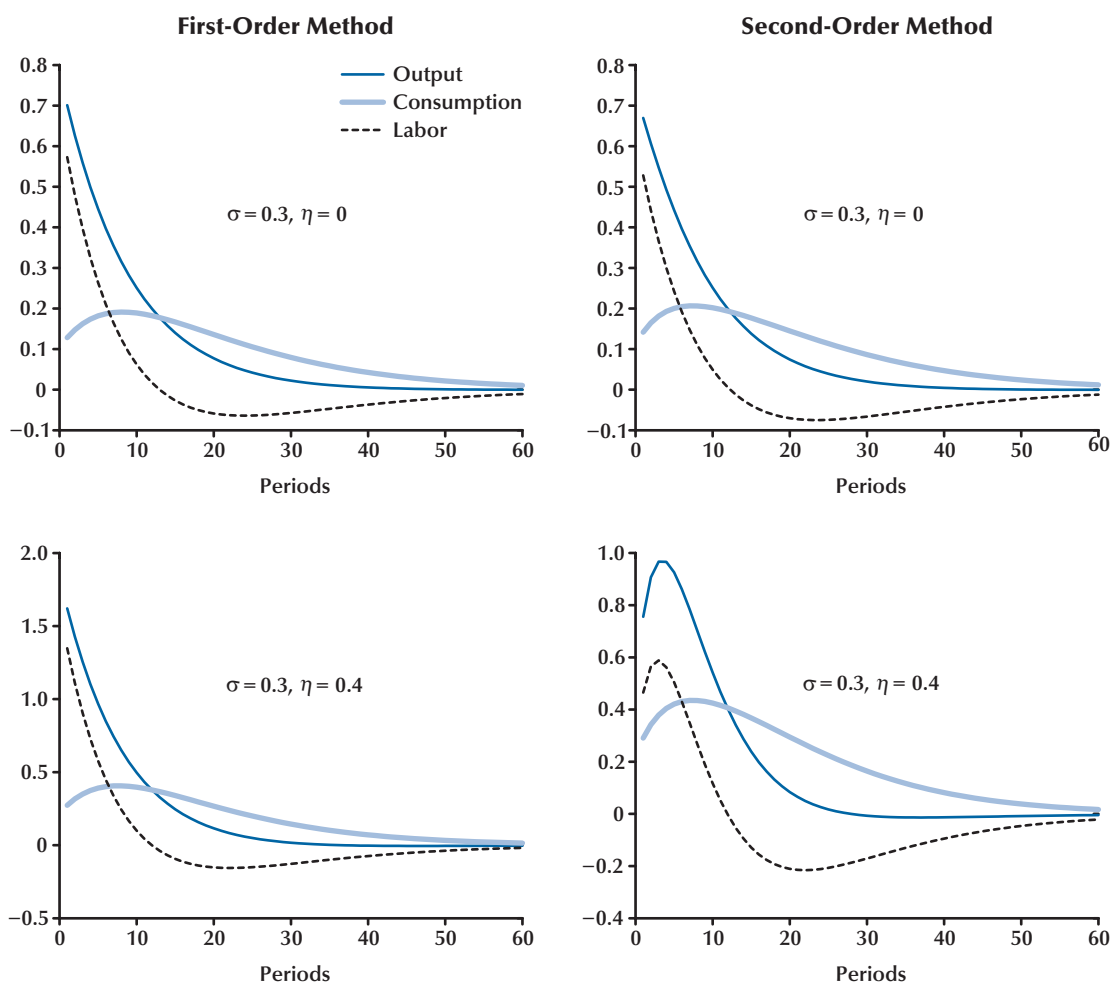 First-Order Method
Second-Order Method
0.8
0.7
0.6
0.5
0.4
0.3
0.2
0.1
0
−0.1
Output
Consumption
Labor
σ = 0.3, η = 0
0 10 20 30 40 50 60
Periods
0.8
0.7
0.6
0.5
0.4
0.3
0.2
0.1
0
−0.1
σ = 0.3, η = 0
0 10 20 30 40 50 60
Periods
2.0
1.5
1.0
0.5
0
−0.5
σ = 0.3, η = 0.4
0 10 20 30 40 50 60
Periods
1.0
0.8
0.6
0.4
0.2
0
−0.2
−0.4
σ = 0.3, η = 0.4
0 10 20 30 40 50 60
Periods